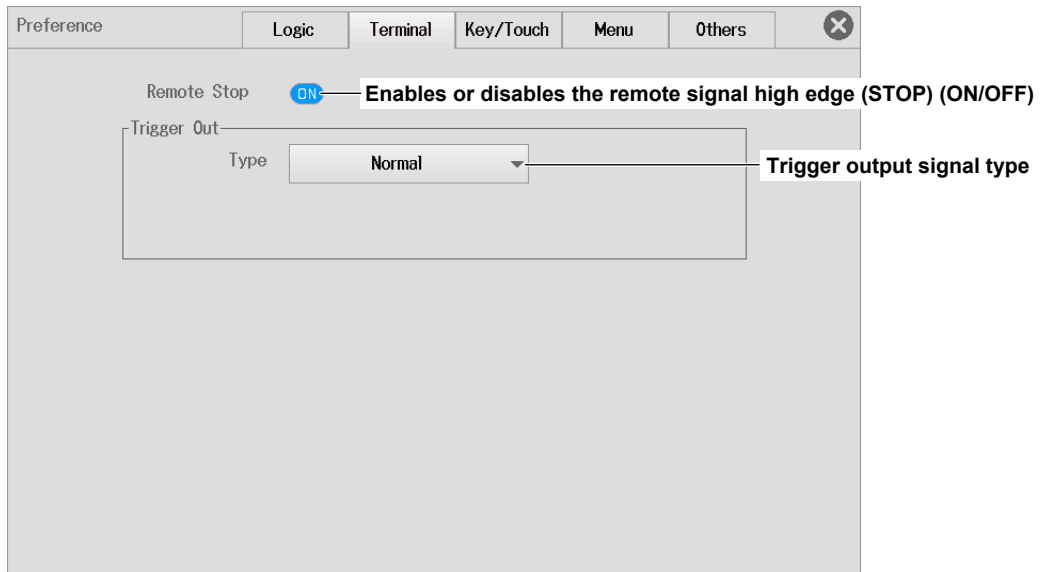 Preference
Logic
Terminal
Key/Touch
Menu
Others
Remote Stop
ON
Enables or disables the remote signal high edge (STOP) (ON/OFF)
Trigger Out
Type
Normal
Trigger output signal type